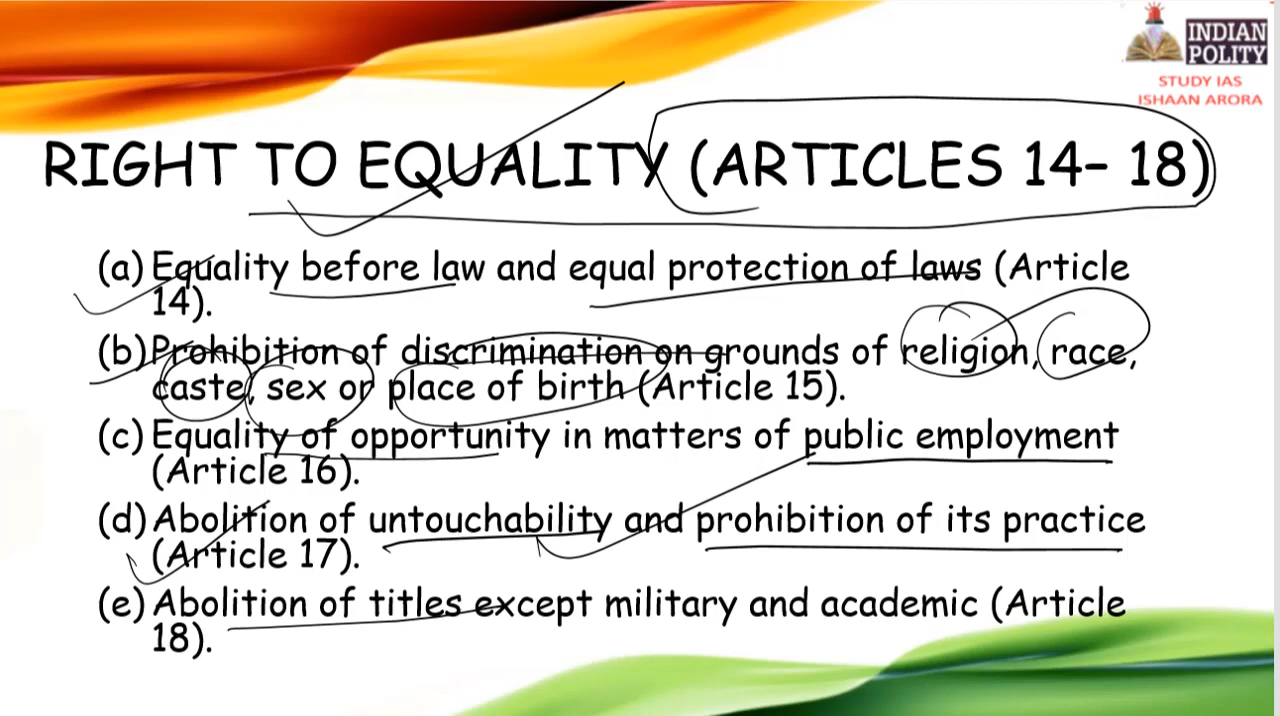 INDIAN
POLITY
STUDY IAS
ISHAAN ARORA
RIGHT TO EQUALITY (ARTICLES 14– 18)
(a) Equality before law and equal protection of laws (Article
14).
(b) Prohibition of discrimination on grounds of religion, race,
caste, sex or place of birth (Article 15).
(c) Equality of opportunity in matters of public employment
(Article 16).
(d) Abolition of untouchability and prohibition of its practice
(Article 17).
(e) Abolition of titles except military and academic (Article
18).